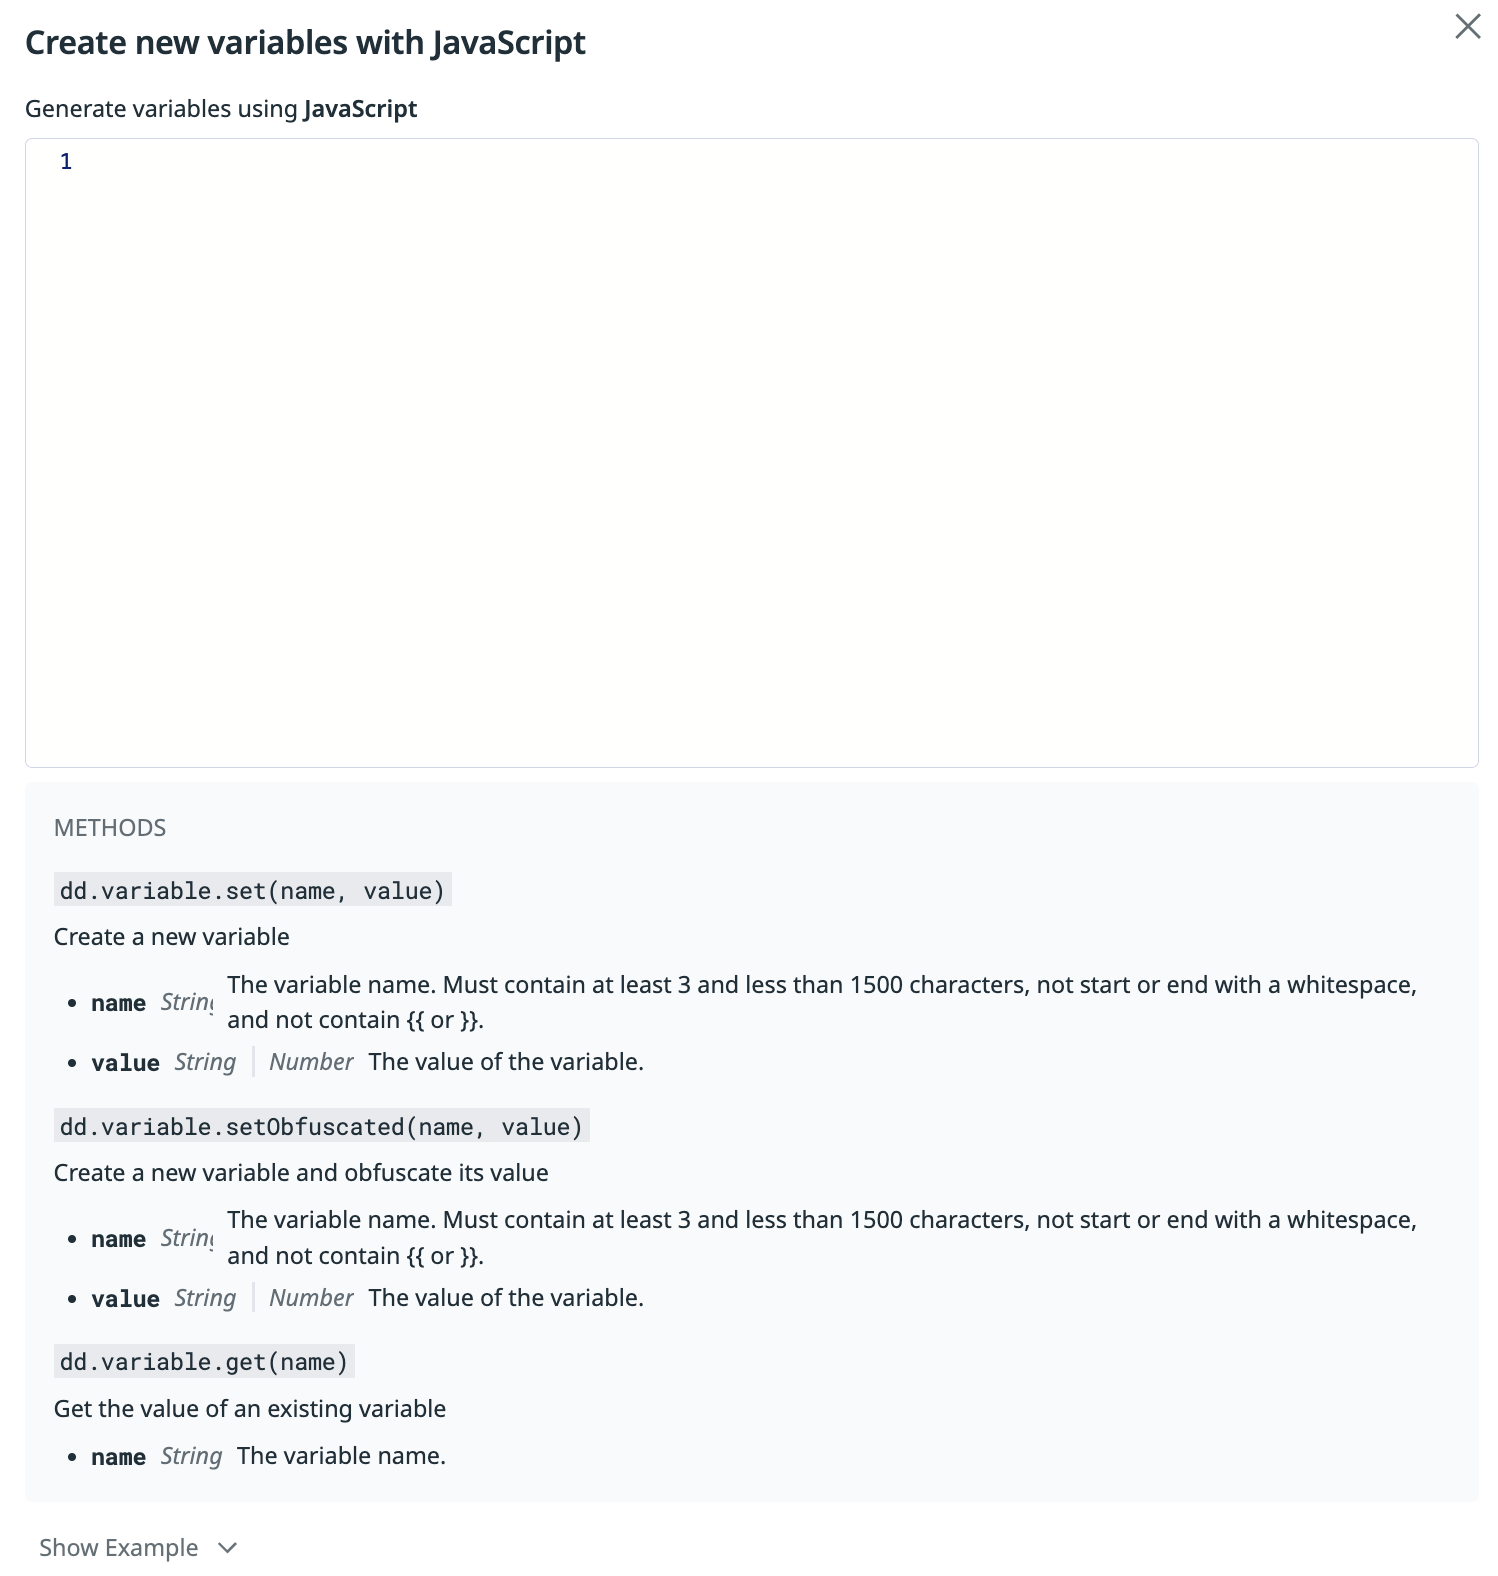 Create new variables with JavaScript
Generate variables using JavaScript
1
METHODS
dd.variable.set(name, value)
Create a new variable
name String The variable name. Must contain at least 3 and less than 1500 characters, not start or end with a whitespace,
and not contain {{ or }}.
value String Number The value of the variable.
dd.variable.setObfuscated(name, value)
Create a new variable and obfuscate its value
name String The variable name. Must contain at least 3 and less than 1500 characters, not start or end with a whitespace,
and not contain {{ or }}.
value String Number The value of the variable.
dd.variable.get(name)
Get the value of an existing variable
name String The variable name.
Show Example